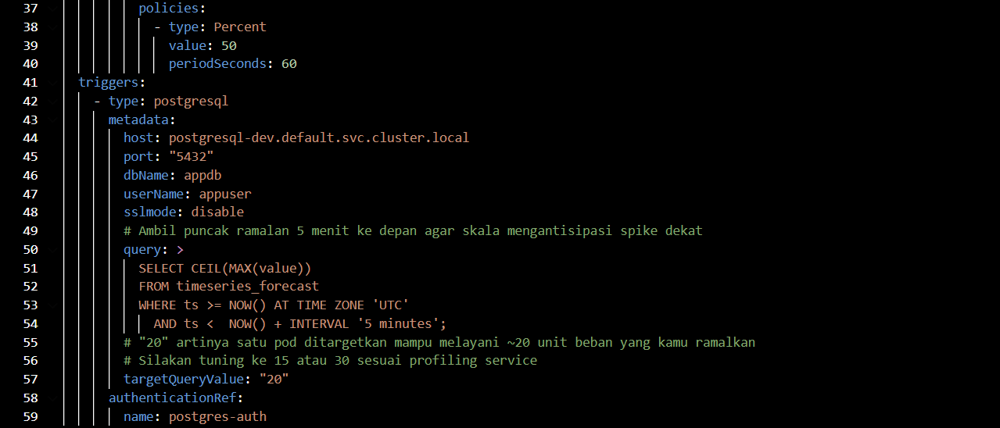 37 policies:
38 - type: Percent
39 value: 50
40 periodSeconds: 60
41 triggers:
42 - type: postgresql
43 metadata:
44 host: postgresql-dev.default.svc.cluster.local
45 port: "5432"
46 dbName: appdb
47 userName: appuser
48 sslmode: disable
49 # Ambil puncak ramalan 5 menit ke depan agar skala mengantisipasi spike dekat
50 query: >
51 SELECT CEIL(MAX(value))
52 FROM timeseries_forecast
53 WHERE ts >= NOW() AT TIME ZONE 'UTC'
54 AND ts <  NOW() + INTERVAL '5 minutes';
55 # "20" artinya satu pod ditargetkan mampu melayani ~20 unit beban yang kamu ramalkan
56 # Silakan tuning ke 15 atau 30 sesuai profiling service
57 targetQueryValue: "20"
58 authenticationRef:
59 name: postgres-auth